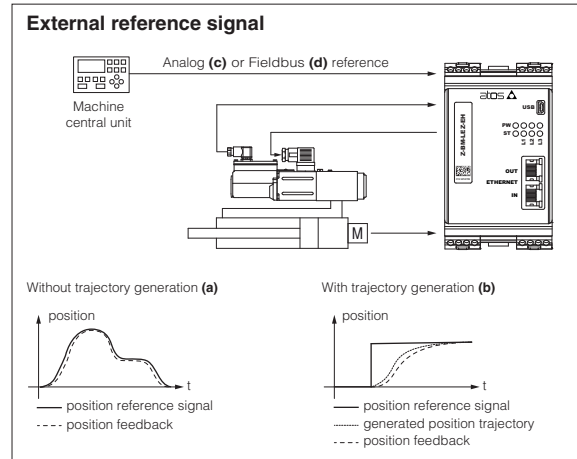 External reference signal
Analog (c) or Fieldbus (d) reference
Machine
central unit
atos
USB
Z-BM-LEZ-EH
PW
ST
L1 L2 L3
OUT
ETHERNET
IN
M
Without trajectory generation (a)
position
t
position reference signal
position feedback
With trajectory generation (b)
position
t
position reference signal
generated position trajectory
position feedback